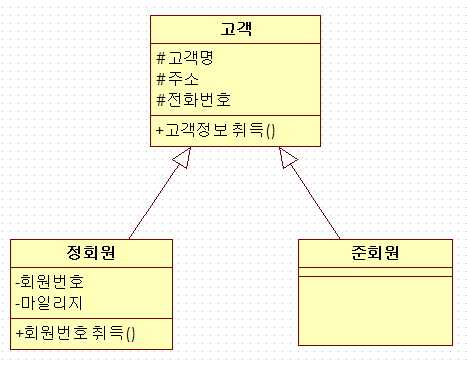 고객
#고객명
#주소
#전화번호
+고객정보 취득()
정회원
-회원번호
-마일리지
+회원번호 취득()
준회원